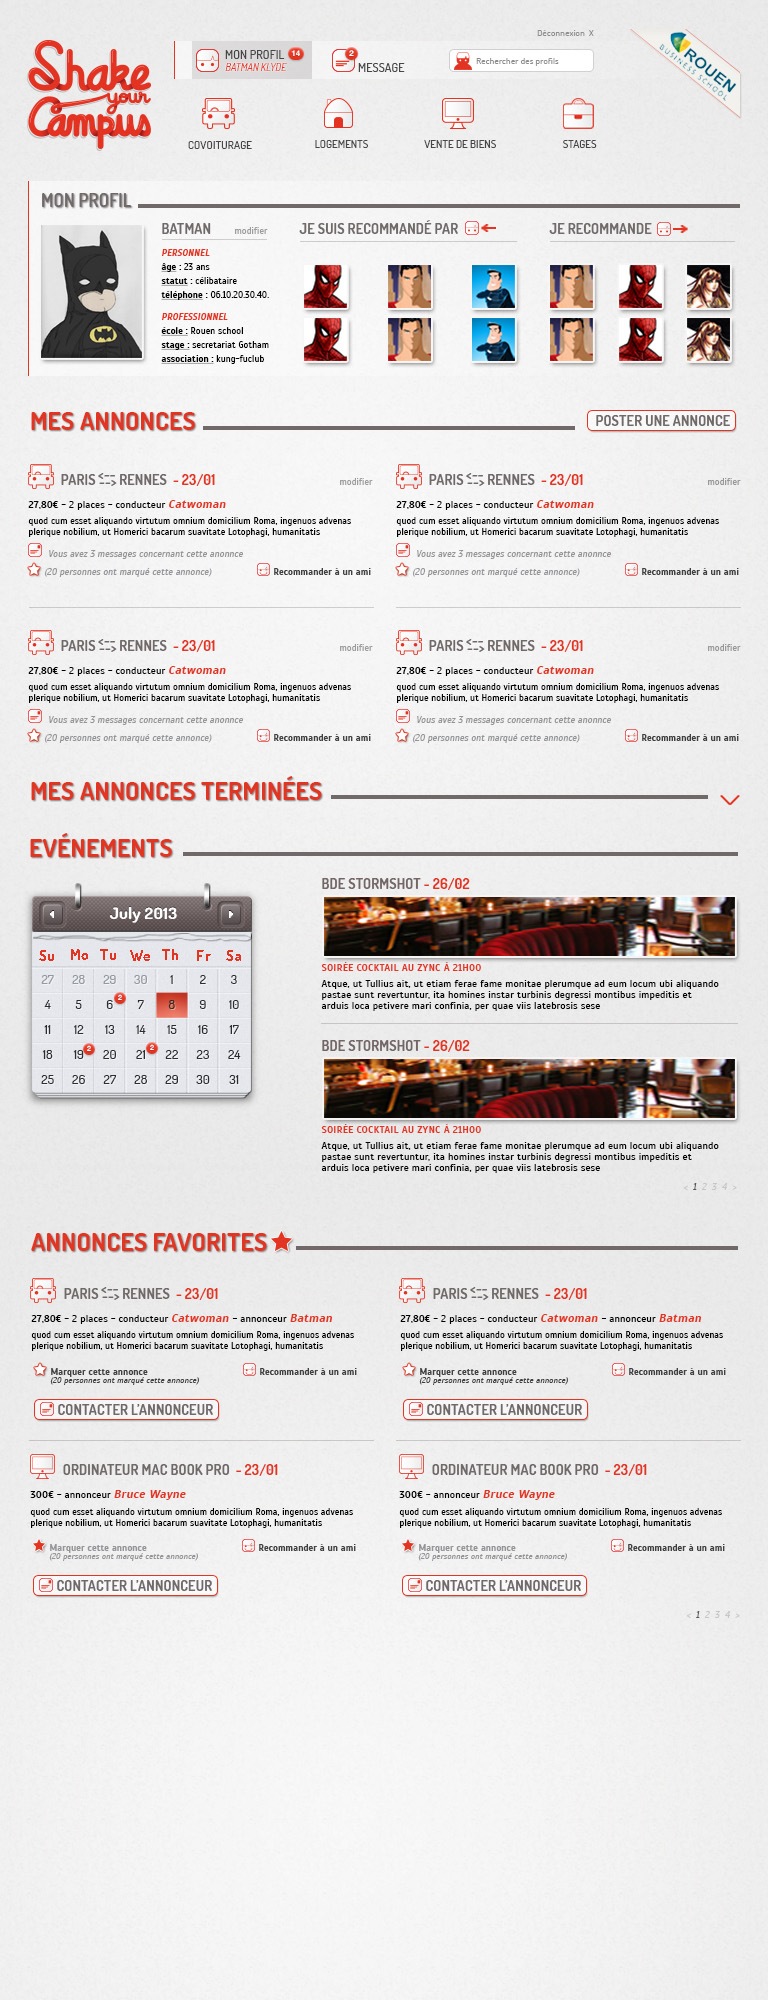 Déconnexion X
Shake
your
Campus
MON PROFIL 14
BATMAN KLYDE
2
MESSAGE
Rechercher des profils
ROUEN
BUSINESS SCHOOL
COVOITURAGE
LOGEMENTS
VENTE DE BIENS
STAGES
MON PROFIL
BATMAN modifier
PERSONNEL
âge : 23 ans
statut : célibataire
téléphone : 06.10.20.30.40.
PROFESSIONNEL
école : Rouen school
stage : secretariat Gotham
association : kung-fuclub
JE SUIS RECOMMANDÉ PAR
JE RECOMMANDE
MES ANNONCES
POSTER UNE ANNONCE
PARIS <--> RENNES - 23/01 modifier
27,80€ - 2 places - conducteur Catwoman
quod cum esset aliquando virtutum omnium domicilium Roma, ingenuos advenas
plerique nobilium, ut Homerici bacarum suavitate Lotophagi, humanitatis
Vous avez 3 messages concernant cette anonnce
(20 personnes ont marqué cette annonce) Recommander à un ami
PARIS <--> RENNES - 23/01 modifier
27,80€ - 2 places - conducteur Catwoman
quod cum esset aliquando virtutum omnium domicilium Roma, ingenuos advenas
plerique nobilium, ut Homerici bacarum suavitate Lotophagi, humanitatis
Vous avez 3 messages concernant cette anonnce
(20 personnes ont marqué cette annonce) Recommander à un ami
PARIS <--> RENNES - 23/01 modifier
27,80€ - 2 places - conducteur Catwoman
quod cum esset aliquando virtutum omnium domicilium Roma, ingenuos advenas
plerique nobilium, ut Homerici bacarum suavitate Lotophagi, humanitatis
Vous avez 3 messages concernant cette anonnce
(20 personnes ont marqué cette annonce) Recommander à un ami
PARIS <--> RENNES - 23/01 modifier
27,80€ - 2 places - conducteur Catwoman
quod cum esset aliquando virtutum omnium domicilium Roma, ingenuos advenas
plerique nobilium, ut Homerici bacarum suavitate Lotophagi, humanitatis
Vous avez 3 messages concernant cette anonnce
(20 personnes ont marqué cette annonce) Recommander à un ami
MES ANNONCES TERMINÉES
EVÉNEMENTS
July 2013
Su Mo Tu We Th Fr Sa
27 28 29 30 1 2 3
4 5 6 2 7 8 9 10
11 12 13 14 15 16 17
18 19 2 20 21 2 22 23 24
25 26 27 28 29 30 31
BDE STORMSHOT - 26/02
SOIRÉE COCKTAIL AU ZYNC À 21H00
Atque, ut Tullius ait, ut etiam ferae fame monitae plerumque ad eum locum ubi aliquando
pastae sunt revertuntur, ita homines instar turbinis degressi montibus impeditis et
arduis loca petivere mari confinia, per quae viis latebrosis sese
BDE STORMSHOT - 26/02
SOIRÉE COCKTAIL AU ZYNC À 21H00
Atque, ut Tullius ait, ut etiam ferae fame monitae plerumque ad eum locum ubi aliquando
pastae sunt revertuntur, ita homines instar turbinis degressi montibus impeditis et
arduis loca petivere mari confinia, per quae viis latebrosis sese
< 1 2 3 4 >
ANNONCES FAVORITES
PARIS <--> RENNES - 23/01
27,80€ - 2 places - conducteur Catwoman - annonceur Batman
quod cum esset aliquando virtutum omnium domicilium Roma, ingenuos advenas
plerique nobilium, ut Homerici bacarum suavitate Lotophagi, humanitatis
Marquer cette annonce Recommander à un ami
(20 personnes ont marqué cette annonce)
CONTACTER L'ANNONCEUR
PARIS <--> RENNES - 23/01
27,80€ - 2 places - conducteur Catwoman - annonceur Batman
quod cum esset aliquando virtutum omnium domicilium Roma, ingenuos advenas
plerique nobilium, ut Homerici bacarum suavitate Lotophagi, humanitatis
Marquer cette annonce Recommander à un ami
(20 personnes ont marqué cette annonce)
CONTACTER L'ANNONCEUR
ORDINATEUR MAC BOOK PRO - 23/01
300€ - annonceur Bruce Wayne
quod cum esset aliquando virtutum omnium domicilium Roma, ingenuos advenas
plerique nobilium, ut Homerici bacarum suavitate Lotophagi, humanitatis
Marquer cette annonce Recommander à un ami
(20 personnes ont marqué cette annonce)
CONTACTER L'ANNONCEUR
ORDINATEUR MAC BOOK PRO - 23/01
300€ - annonceur Bruce Wayne
quod cum esset aliquando virtutum omnium domicilium Roma, ingenuos advenas
plerique nobilium, ut Homerici bacarum suavitate Lotophagi, humanitatis
Marquer cette annonce Recommander à un ami
(20 personnes ont marqué cette annonce)
CONTACTER L'ANNONCEUR
< 1 2 3 4 >